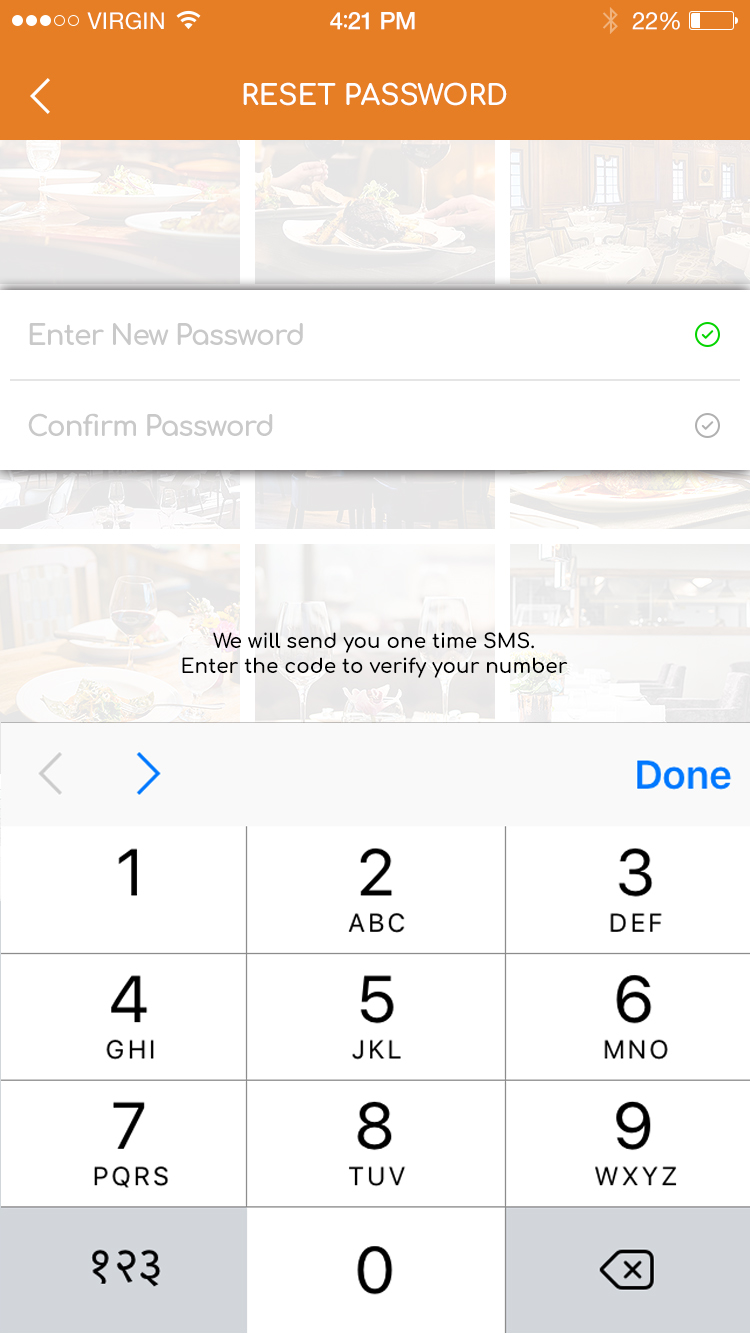 VIRGIN 4:21 PM 22%
RESET PASSWORD
Enter New Password
Confirm Password
We will send you one time SMS.
Enter the code to verify your number
Done
1 2 3
ABC DEF
4 5 6
GHI JKL MNO
7 8 9
PQRS TUV WXYZ
१२३ 0